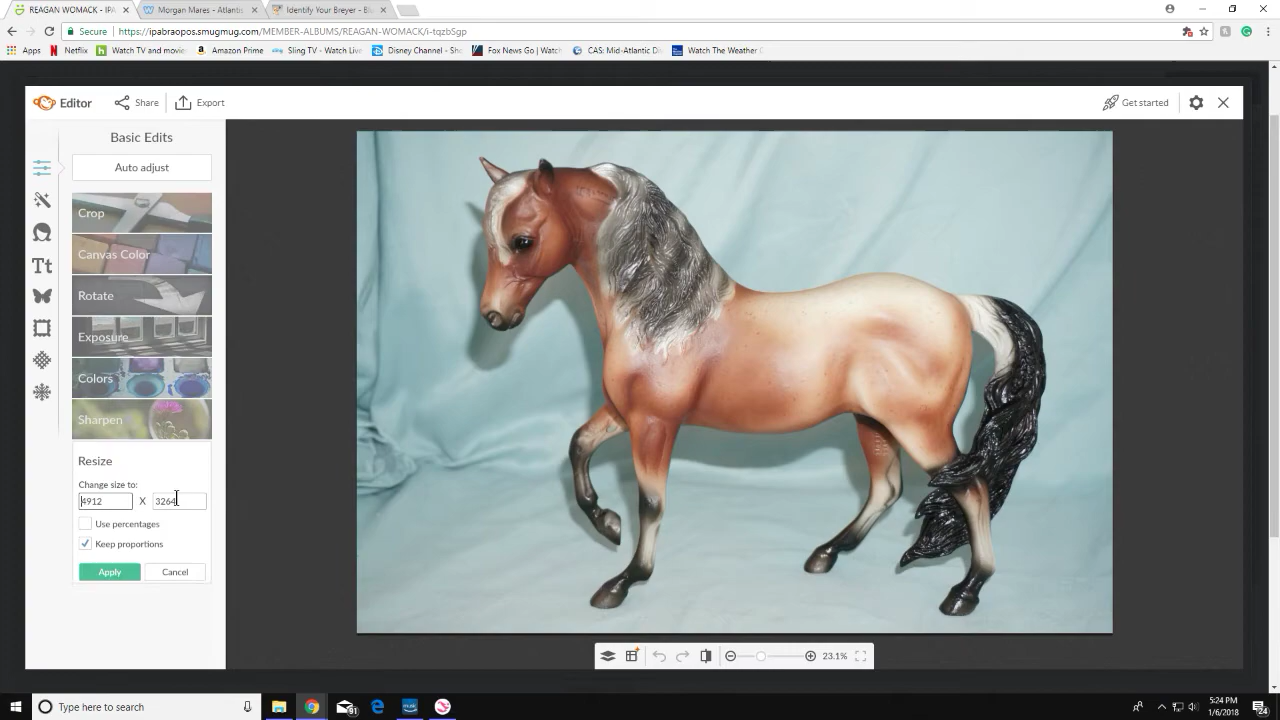 REAGAN WOMACK - IPA
Morgan Mares - Atlantis
Identify Your Breyer - Blu
Secure
https://ipabraopos.smugmug.com/MEMBER-ALBUMS/REAGAN-WOMACK/i-tqzbSgp
Apps
Netflix
Watch TV and movies
Amazon Prime
Sling TV - Watch Live
Disney Channel - Sho
Fox News Go | Watch
CAS: Mid-Atlantic Di
Watch The Weather C
Editor
Share
Export
Get started
Basic Edits
Auto adjust
Crop
Canvas Color
Rotate
Exposure
Colors
Sharpen
Resize
Change size to:
4912 X 3264
Use percentages
Keep proportions
Apply
Cancel
23.1%
Type here to search
5:24 PM
1/6/2018